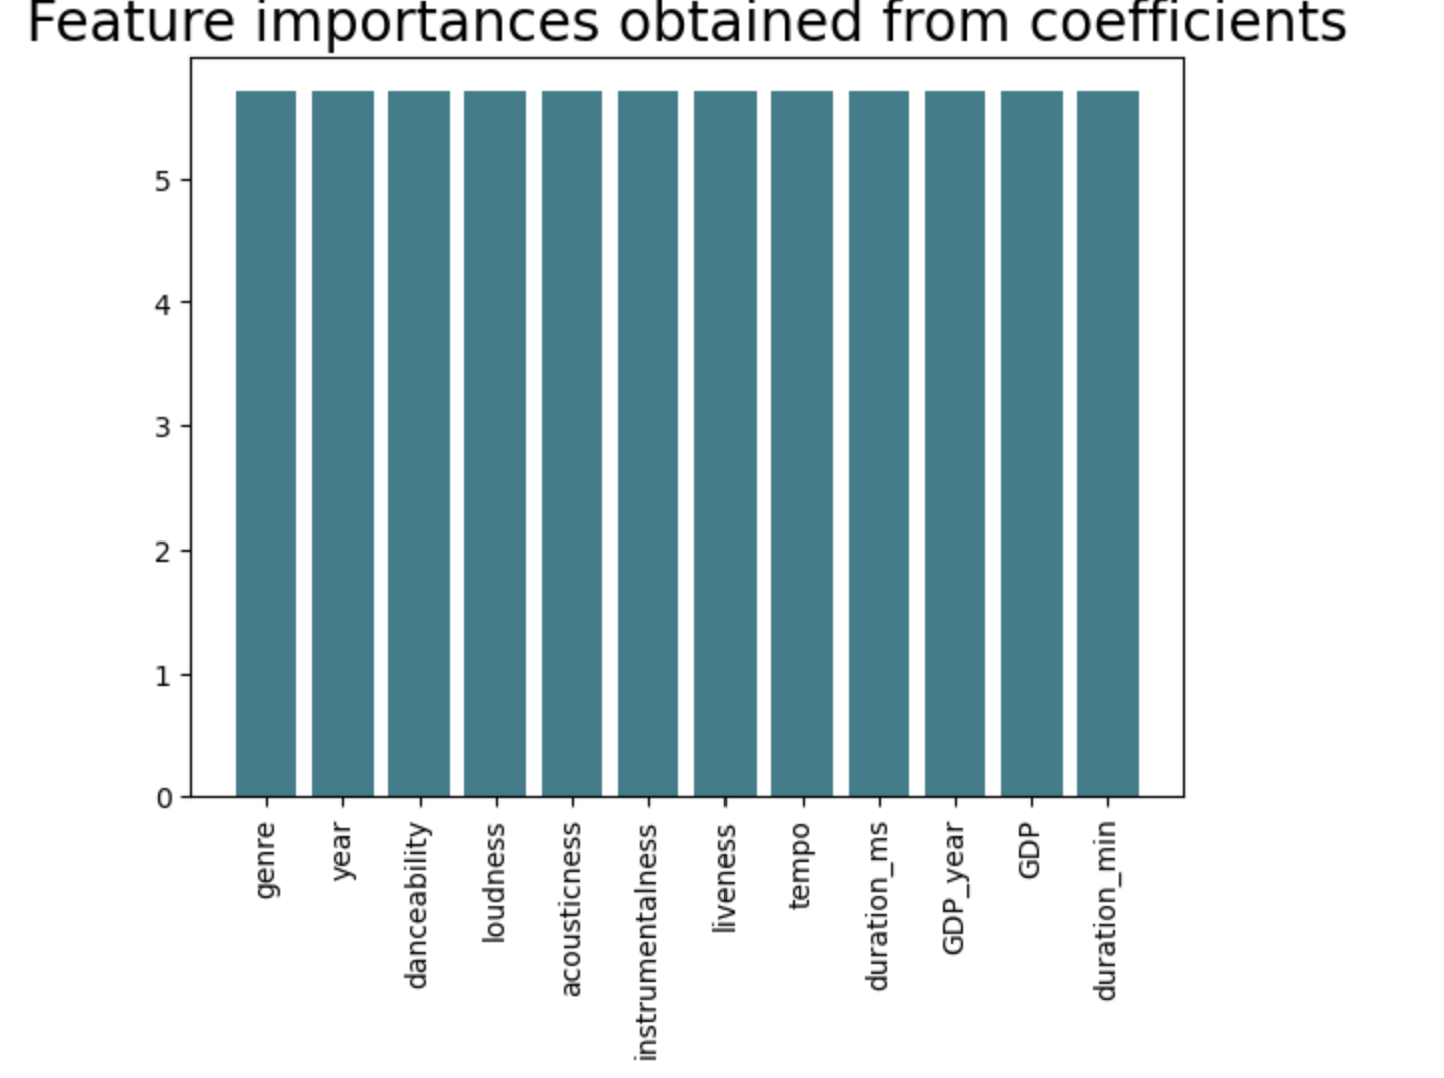 Feature importances obtained from coefficients
5
4
3
2
1
0
genre
year
danceability
loudness
acousticness
instrumentalness
liveness
tempo
duration_ms
GDP_year
GDP
duration_min